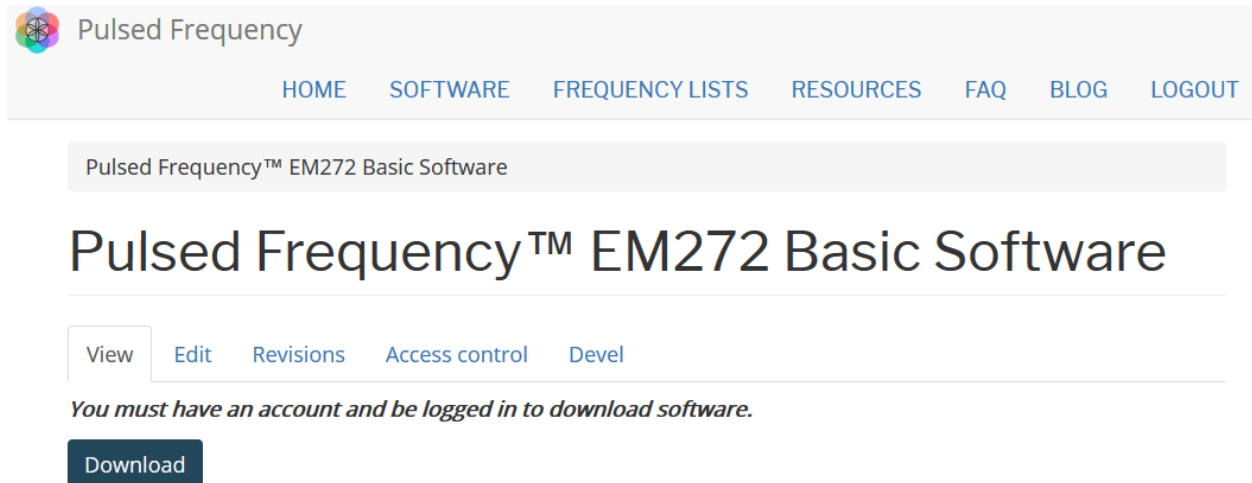 Pulsed Frequency
HOME SOFTWARE FREQUENCY LISTS RESOURCES FAQ BLOG LOGOUT
Pulsed Frequency™ EM272 Basic Software
Pulsed Frequency™ EM272 Basic Software
View Edit Revisions Access control Devel
You must have an account and be logged in to download software.
Download